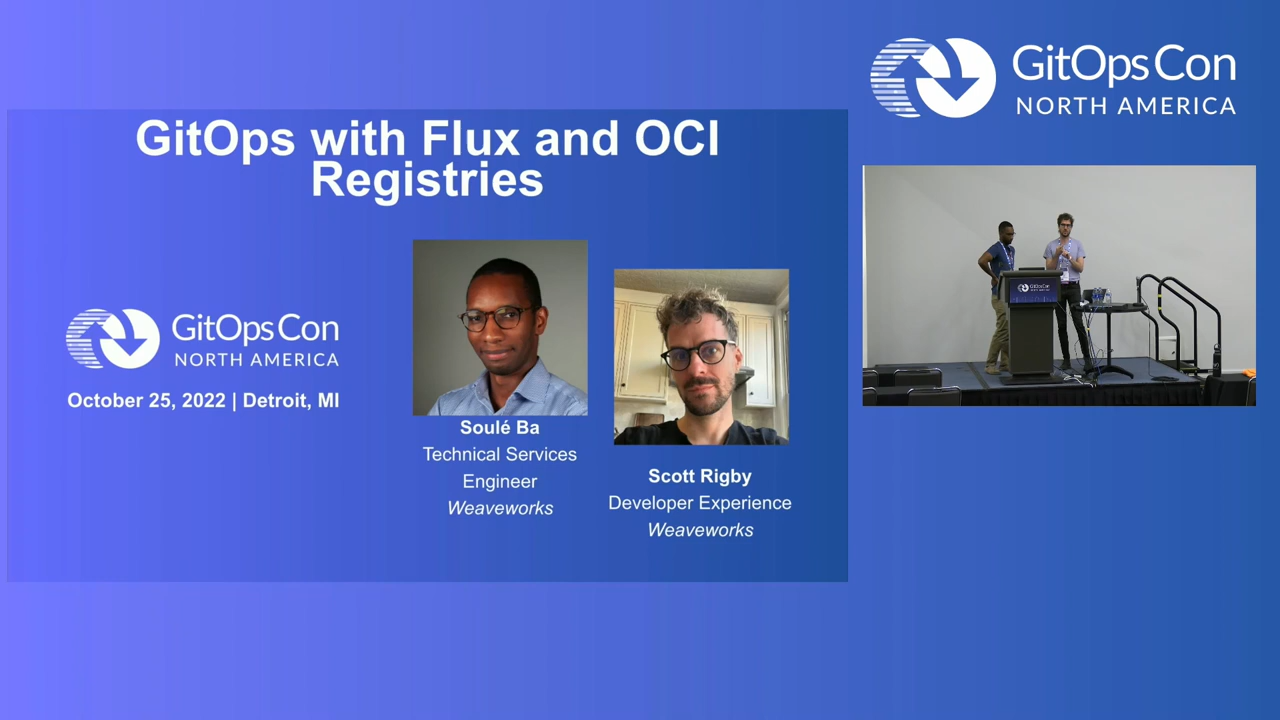 GitOps with Flux and OCI
Registries
GitOpsCon
NORTH AMERICA
October 25, 2022 | Detroit, MI
Soulé Ba
Technical Services
Engineer
Weaveworks
Scott Rigby
Developer Experience
Weaveworks
GitOpsCon
NORTH AMERICA
GitOpsCon